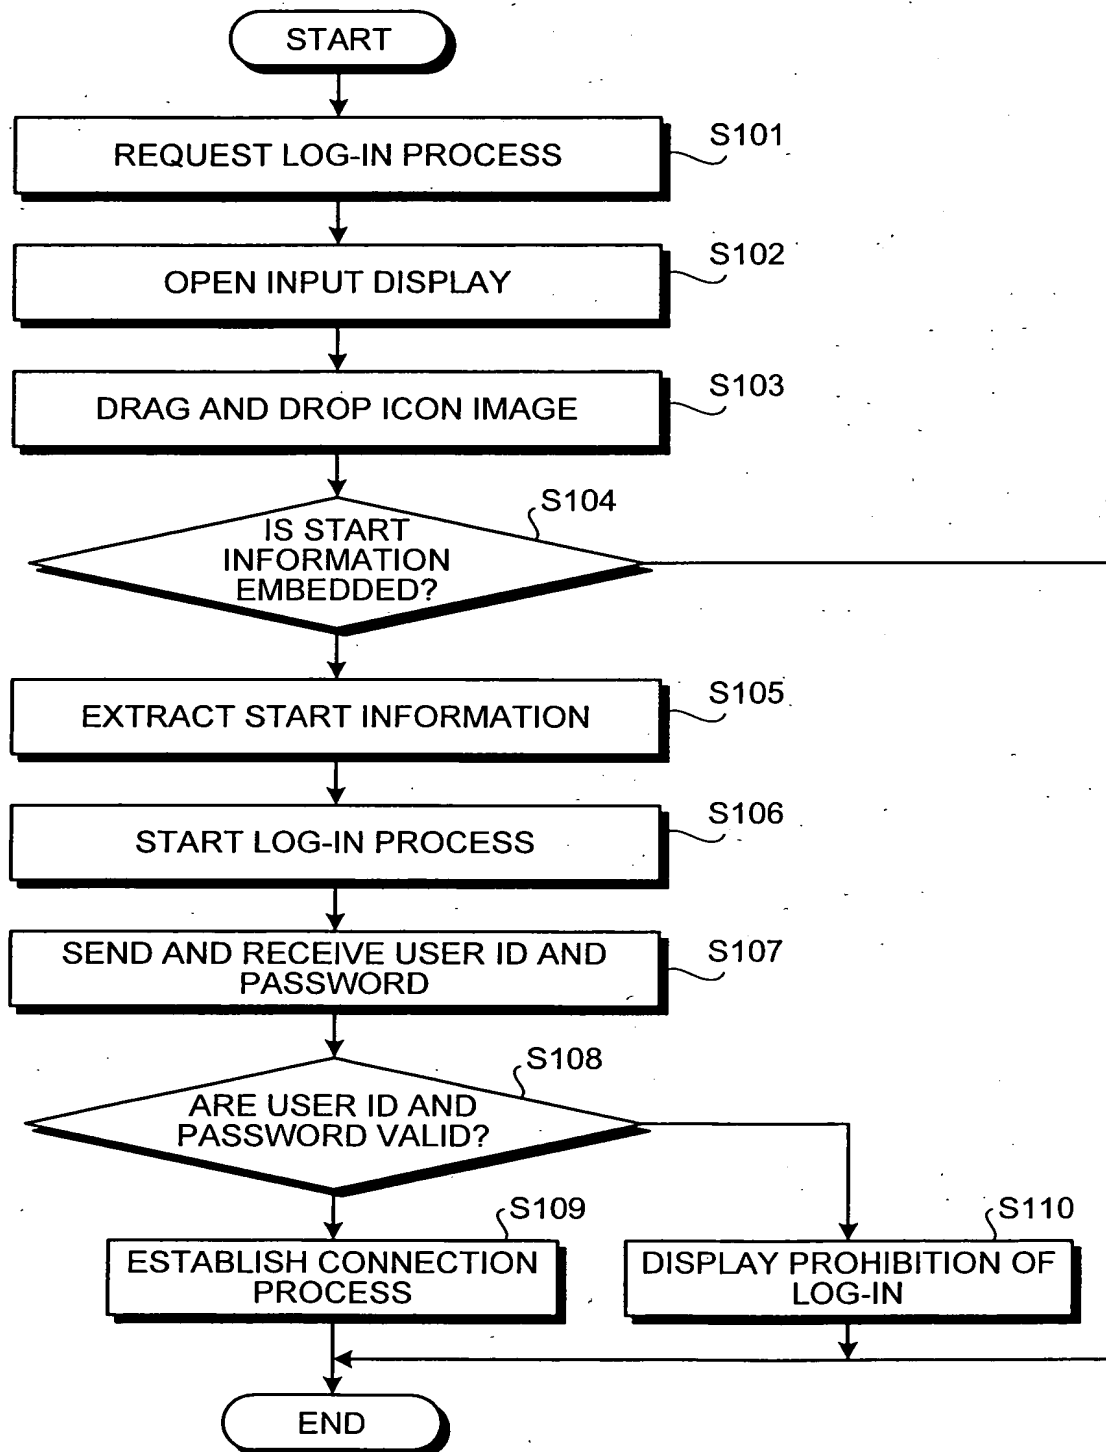 START
REQUEST LOG-IN PROCESS
S101
OPEN INPUT DISPLAY
S102
DRAG AND DROP ICON IMAGE
S103
IS START
INFORMATION
EMBEDDED?
S104
EXTRACT START INFORMATION
S105
START LOG-IN PROCESS
S106
SEND AND RECEIVE USER ID AND
PASSWORD
S107
ARE USER ID AND
PASSWORD VALID?
S108
ESTABLISH CONNECTION
PROCESS
S109
DISPLAY PROHIBITION OF
LOG-IN
S110
END